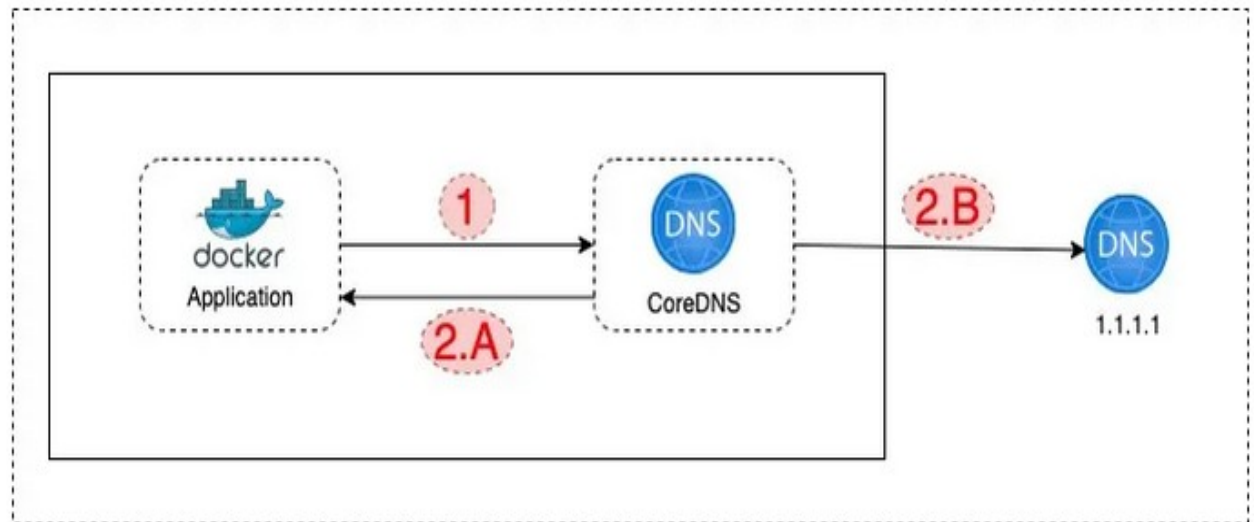 1
2.B
DNS
DNS
docker
Application
CoreDNS
2.A
1.1.1.1